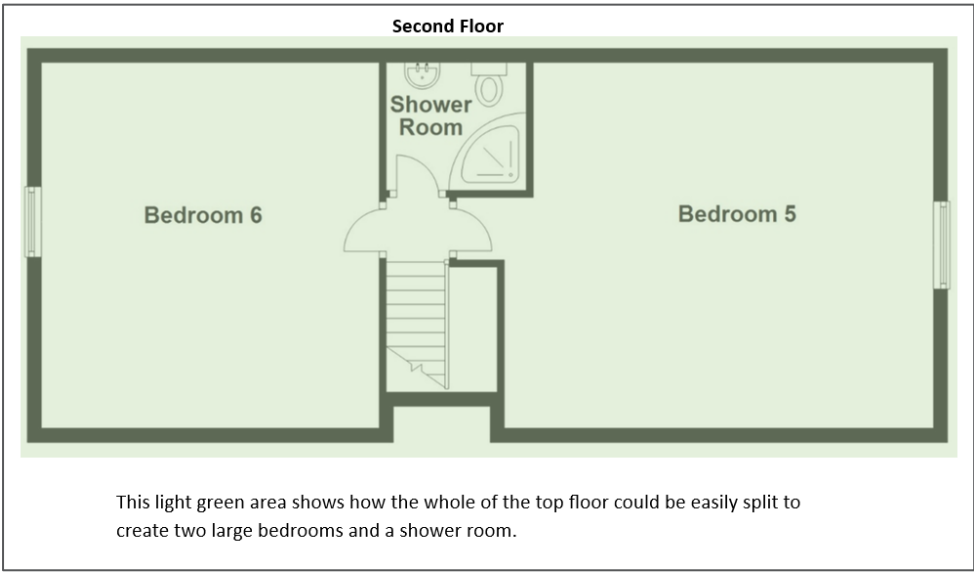 Second Floor
Shower
Room
Bedroom 6
Bedroom 5
This light green area shows how the whole of the top floor could be easily split to
create two large bedrooms and a shower room.